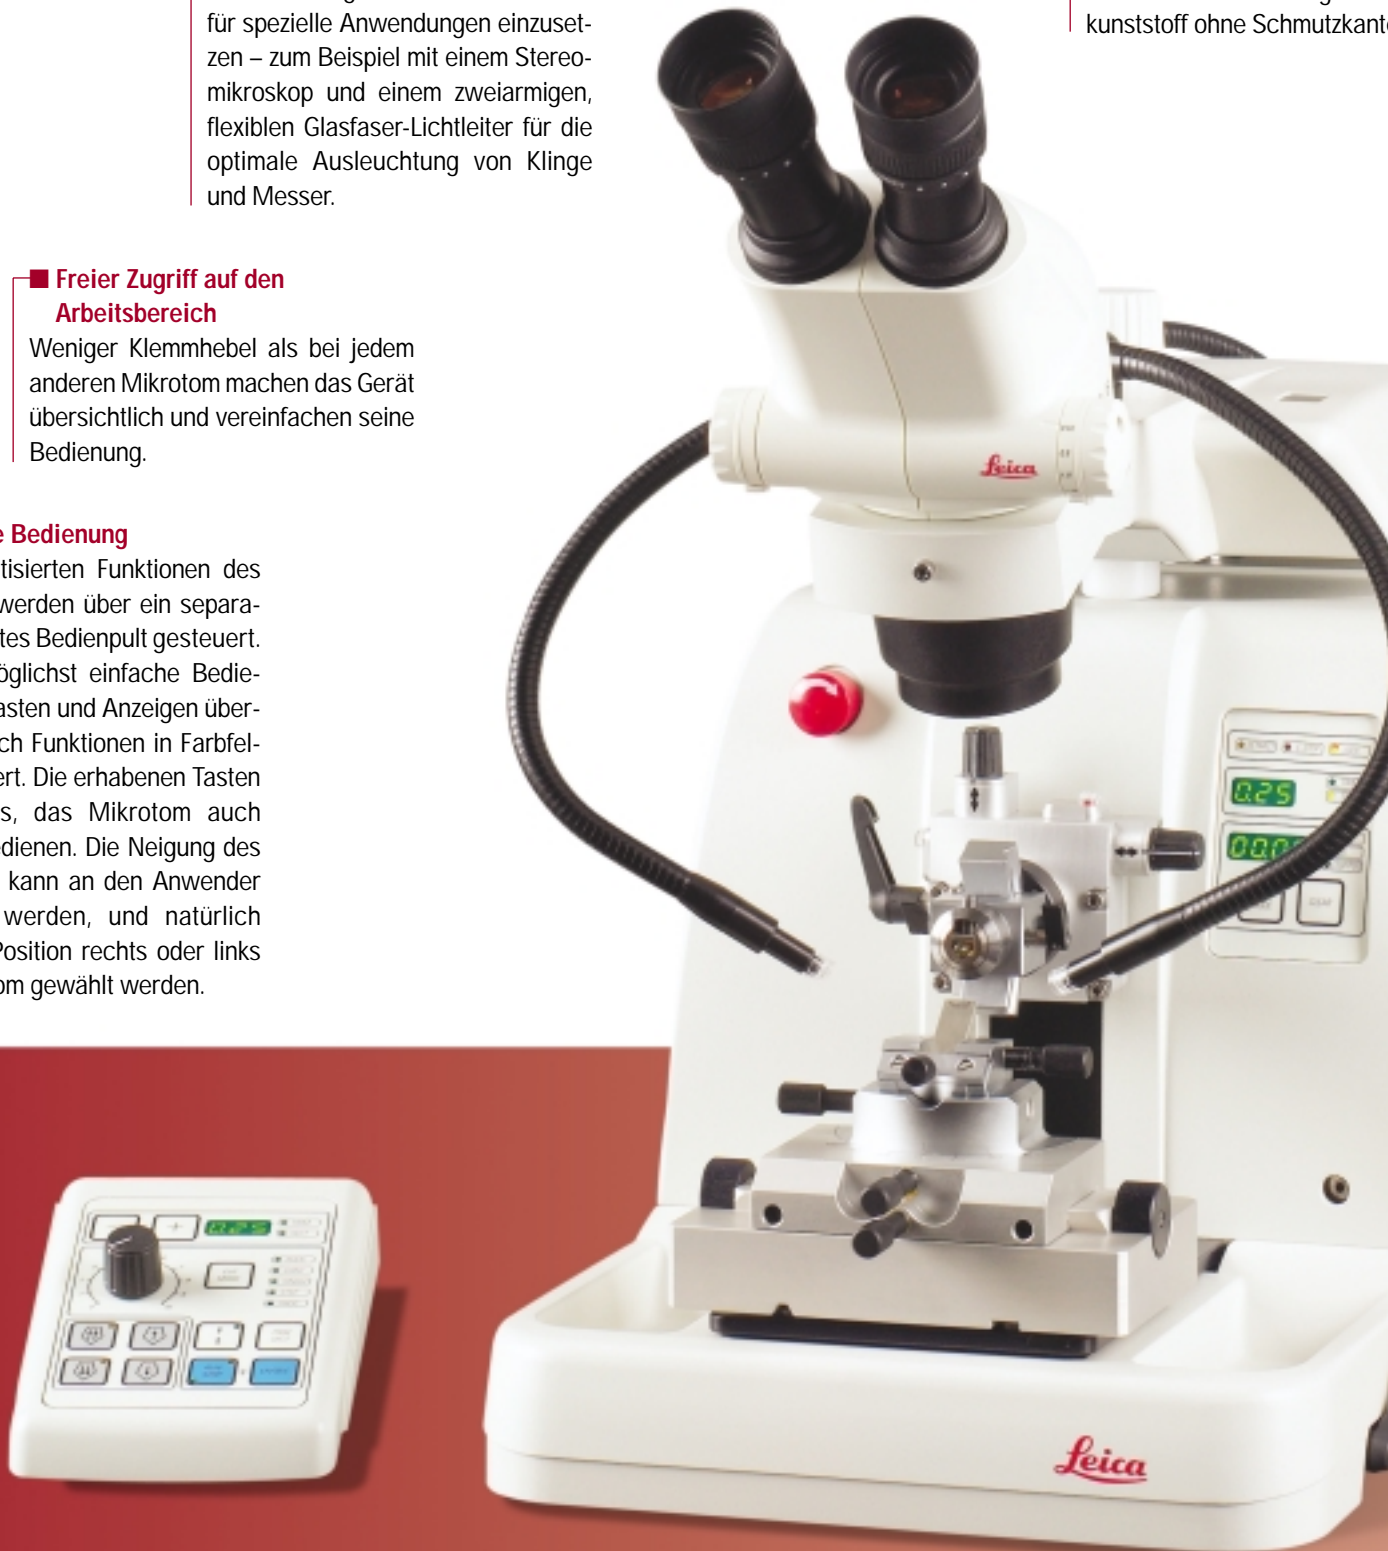 für spezielle Anwendungen einzuset-
zen – zum Beispiel mit einem Stereo-
mikroskop und einem zweiarmigen,
flexiblen Glasfaser-Lichtleiter für die
optimale Ausleuchtung von Klinge
und Messer.
kunststoff ohne Schmutzkant
■ Freier Zugriff auf den
Arbeitsbereich
Weniger Klemmhebel als bei jedem
anderen Mikrotom machen das Gerät
übersichtlich und vereinfachen seine
Bedienung.
e Bedienung
tisierten Funktionen des
werden über ein separa-
tes Bedienpult gesteuert.
öglichst einfache Bedie-
asten und Anzeigen über-
ch Funktionen in Farbfel-
ert. Die erhabenen Tasten
s, das Mikrotom auch
edienen. Die Neigung des
kann an den Anwender
werden, und natürlich
Position rechts oder links
om gewählt werden.
Leica
0.25
00.0
0.25
Leica